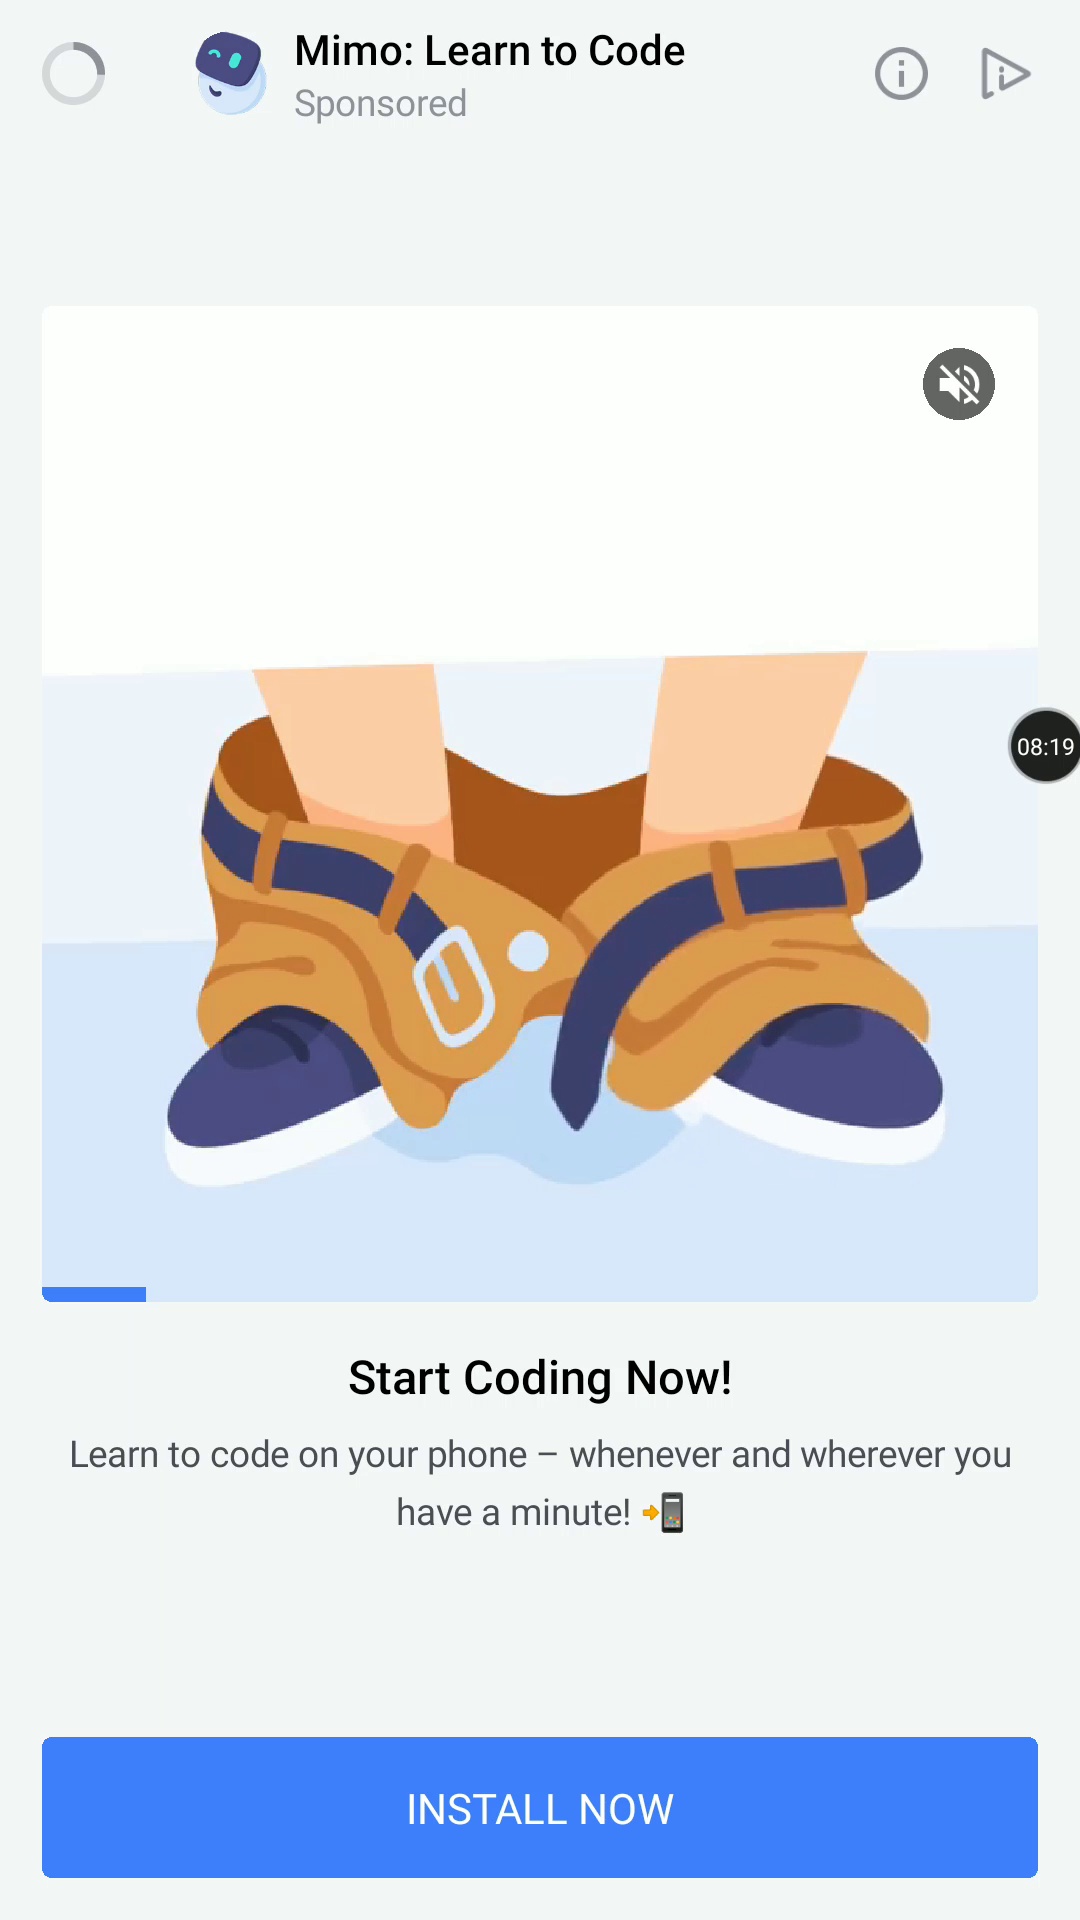 Mimo: Learn to Code
Sponsored
08:19
Start Coding Now!
Learn to code on your phone – whenever and wherever you
have a minute! 📲
INSTALL NOW